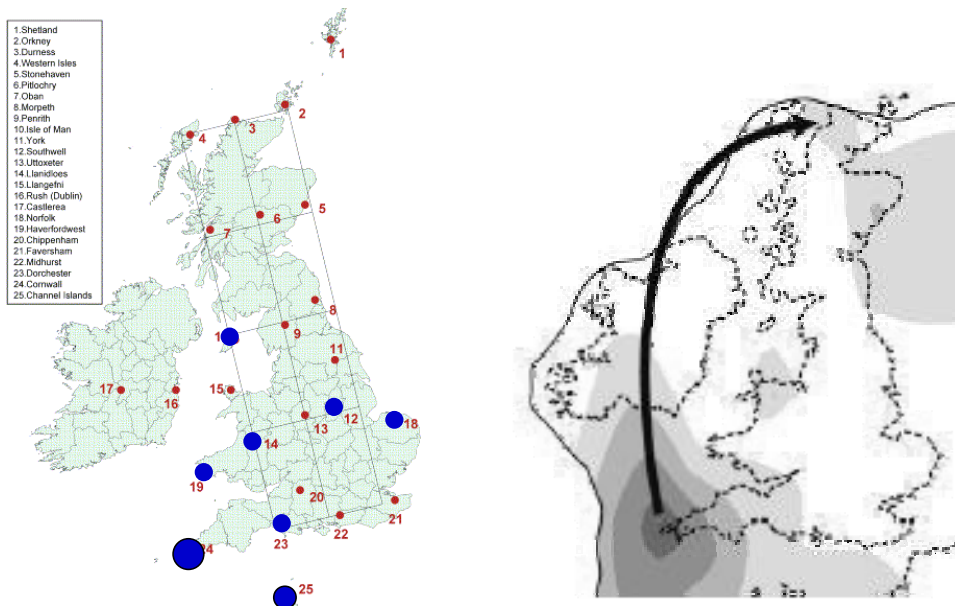 1.Shetland
2.Orkney
3.Durness
4.Western Isles
5.Stonehaven
6.Pitlochry
7.Oban
8.Morpeth
9.Penrith
10.Isle of Man
11.York
12.Southwell
13.Uttoxeter
14.Llanidloes
15.Llangefni
16.Rush (Dublin)
17.Castlerea
18.Norfolk
19.Haverfordwest
20.Chippenham
21.Faversham
22.Midhurst
23.Dorchester
24.Cornwall
25.Channel Islands
1
2
3
4
5
6
7
8
9
11
15
17
16
12
13
18
14
19
20
21
22
23
24
25